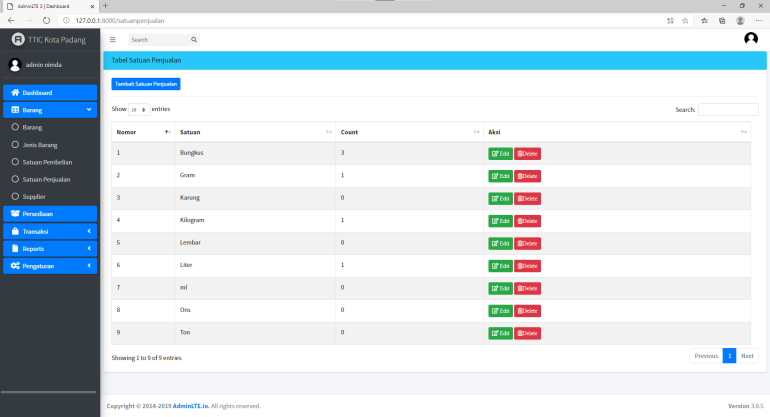 AdminLTE 3 | Dashboard
127.0.0.1:8000/satuanpenjualan
TTIC Kota Padang
Search
admin nimda
Tabel Satuan Penjualan
Tambah Satuan Penjualan
Dashboard
Barang
Barang
Jenis Barang
Satuan Pembelian
Satuan Penjualan
Supplier
Persediaan
Transaksi
Reports
Pengaturan
Show 10 entries
Search:
Nomor Satuan Count Aksi
1 Bungkus 3 Edit Delete
2 Gram 1 Edit Delete
3 Karung 0 Edit Delete
4 Kilogram 1 Edit Delete
5 Lembar 0 Edit Delete
6 Liter 1 Edit Delete
7 ml 0 Edit Delete
8 Ons 0 Edit Delete
9 Ton 0 Edit Delete
Showing 1 to 9 of 9 entries
Previous 1 Next
Copyright © 2014-2019 AdminLTE.io. All rights reserved.
Version 3.0.5